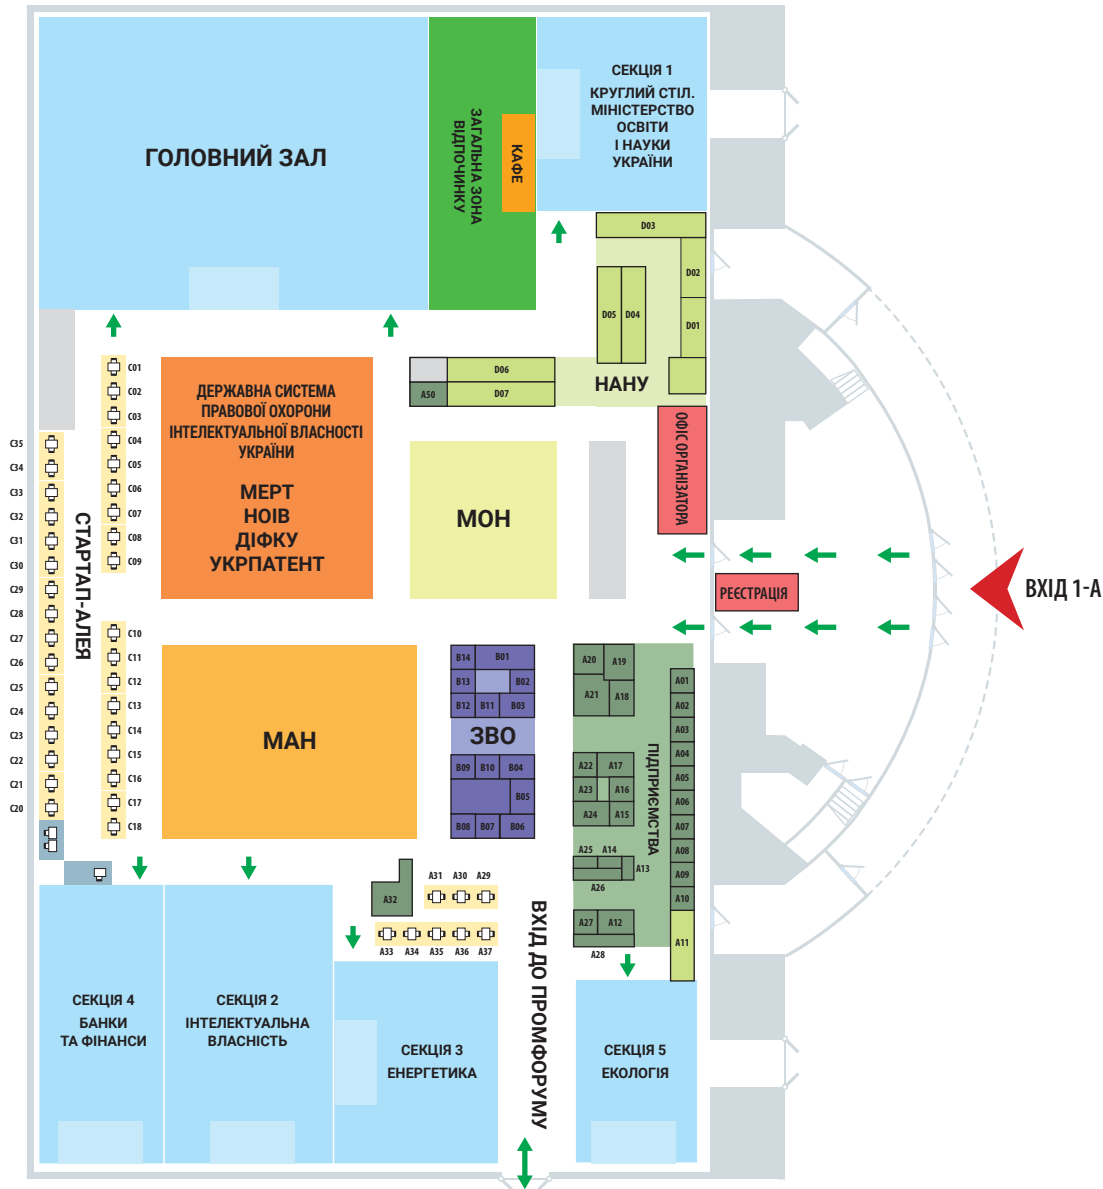 ГОЛОВНИЙ ЗАЛ
ЗАГАЛЬНА ЗОНА
ВІДПОЧИНКУ
КАФЕ
СЕКЦІЯ 1
КРУГЛИЙ СТІЛ.
МІНІСТЕРСТВО
ОСВІТИ
І НАУКИ
УКРАЇНИ
D03
D02
D01
D05
D04
D06
D07
A50
НАНУ
ОФІС ОРГАНІЗАТОРА
РЕЄСТРАЦІЯ
ВХІД 1-А
ДЕРЖАВНА СИСТЕМА
ПРАВОВОЇ ОХОРОНИ
ІНТЕЛЕКТУАЛЬНОЇ ВЛАСНОСТІ
УКРАЇНИ
МЕРТ
НОІВ
ДІФКУ
УКРПАТЕНТ
МОН
C01
C02
C03
C04
C05
C06
C07
C08
C09
C35
C34
C33
C32
C31
C30
C29
C28
C27
C26
C25
C24
C23
C22
C21
C20
СТАРТАП-АЛЕЯ
C10
C11
C12
C13
C14
C15
C16
C17
C18
МАН
B14
B01
B13
B02
B12
B11
B03
ЗВО
B09
B10
B04
B05
B08
B07
B06
A20
A19
A21
A18
A22
A17
A23
A16
A24
A15
A25
A14
A13
A26
A27
A12
A28
ПІДПРИЄМСТВА
A01
A02
A03
A04
A05
A06
A07
A08
A09
A10
A11
A31
A30
A29
A32
A33
A34
A35
A36
A37
ВХІД ДО ПРОМФОРУМУ
СЕКЦІЯ 4
БАНКИ
ТА ФІНАНСИ
СЕКЦІЯ 2
ІНТЕЛЕКТУАЛЬНА
ВЛАСНІСТЬ
СЕКЦІЯ 3
ЕНЕРГЕТИКА
СЕКЦІЯ 5
ЕКОЛОГІЯ